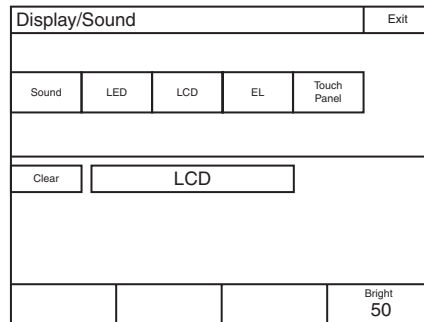 Display/Sound Exit
Sound LED LCD EL Touch
Panel
Clear LCD
Bright
50